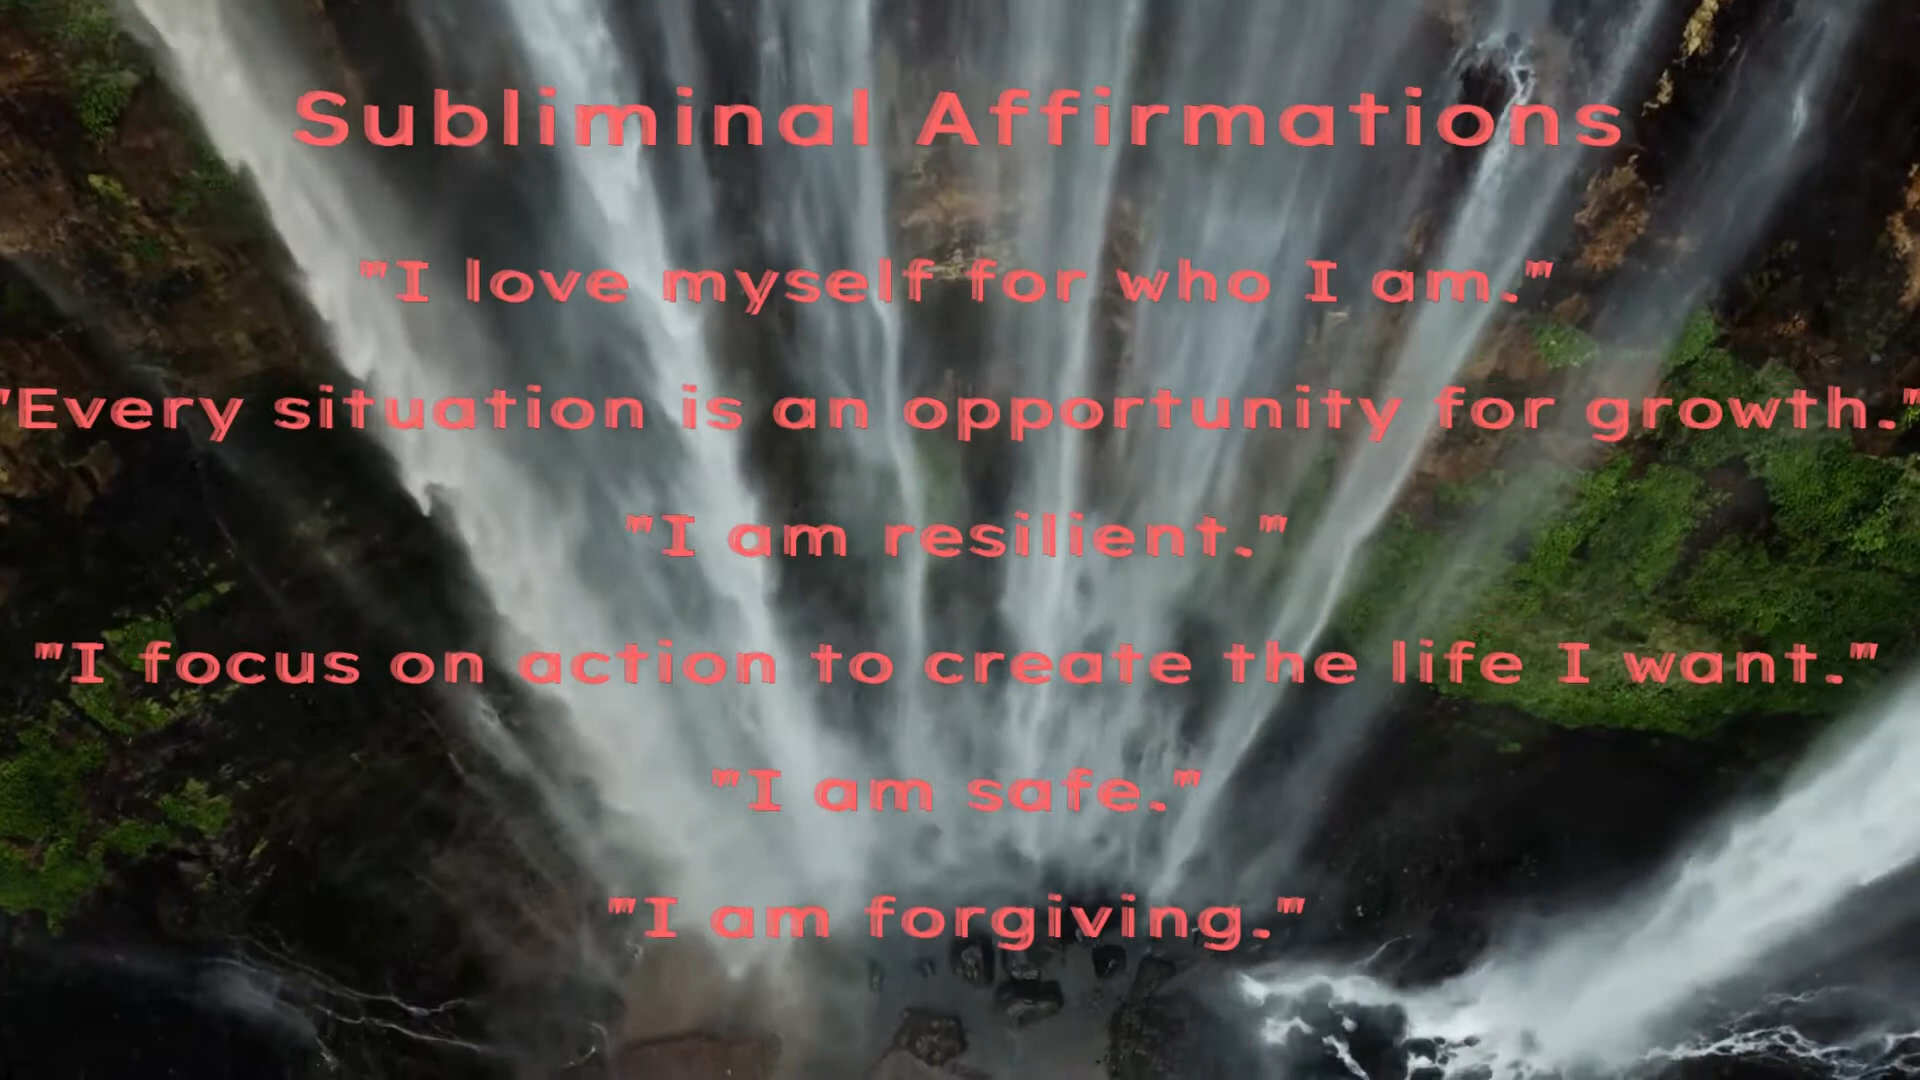 Subliminal Affirmations
"I love myself for who I am."
"Every situation is an opportunity for growth."
"I am resilient."
"I focus on action to create the life I want."
"I am safe."
"I am forgiving."